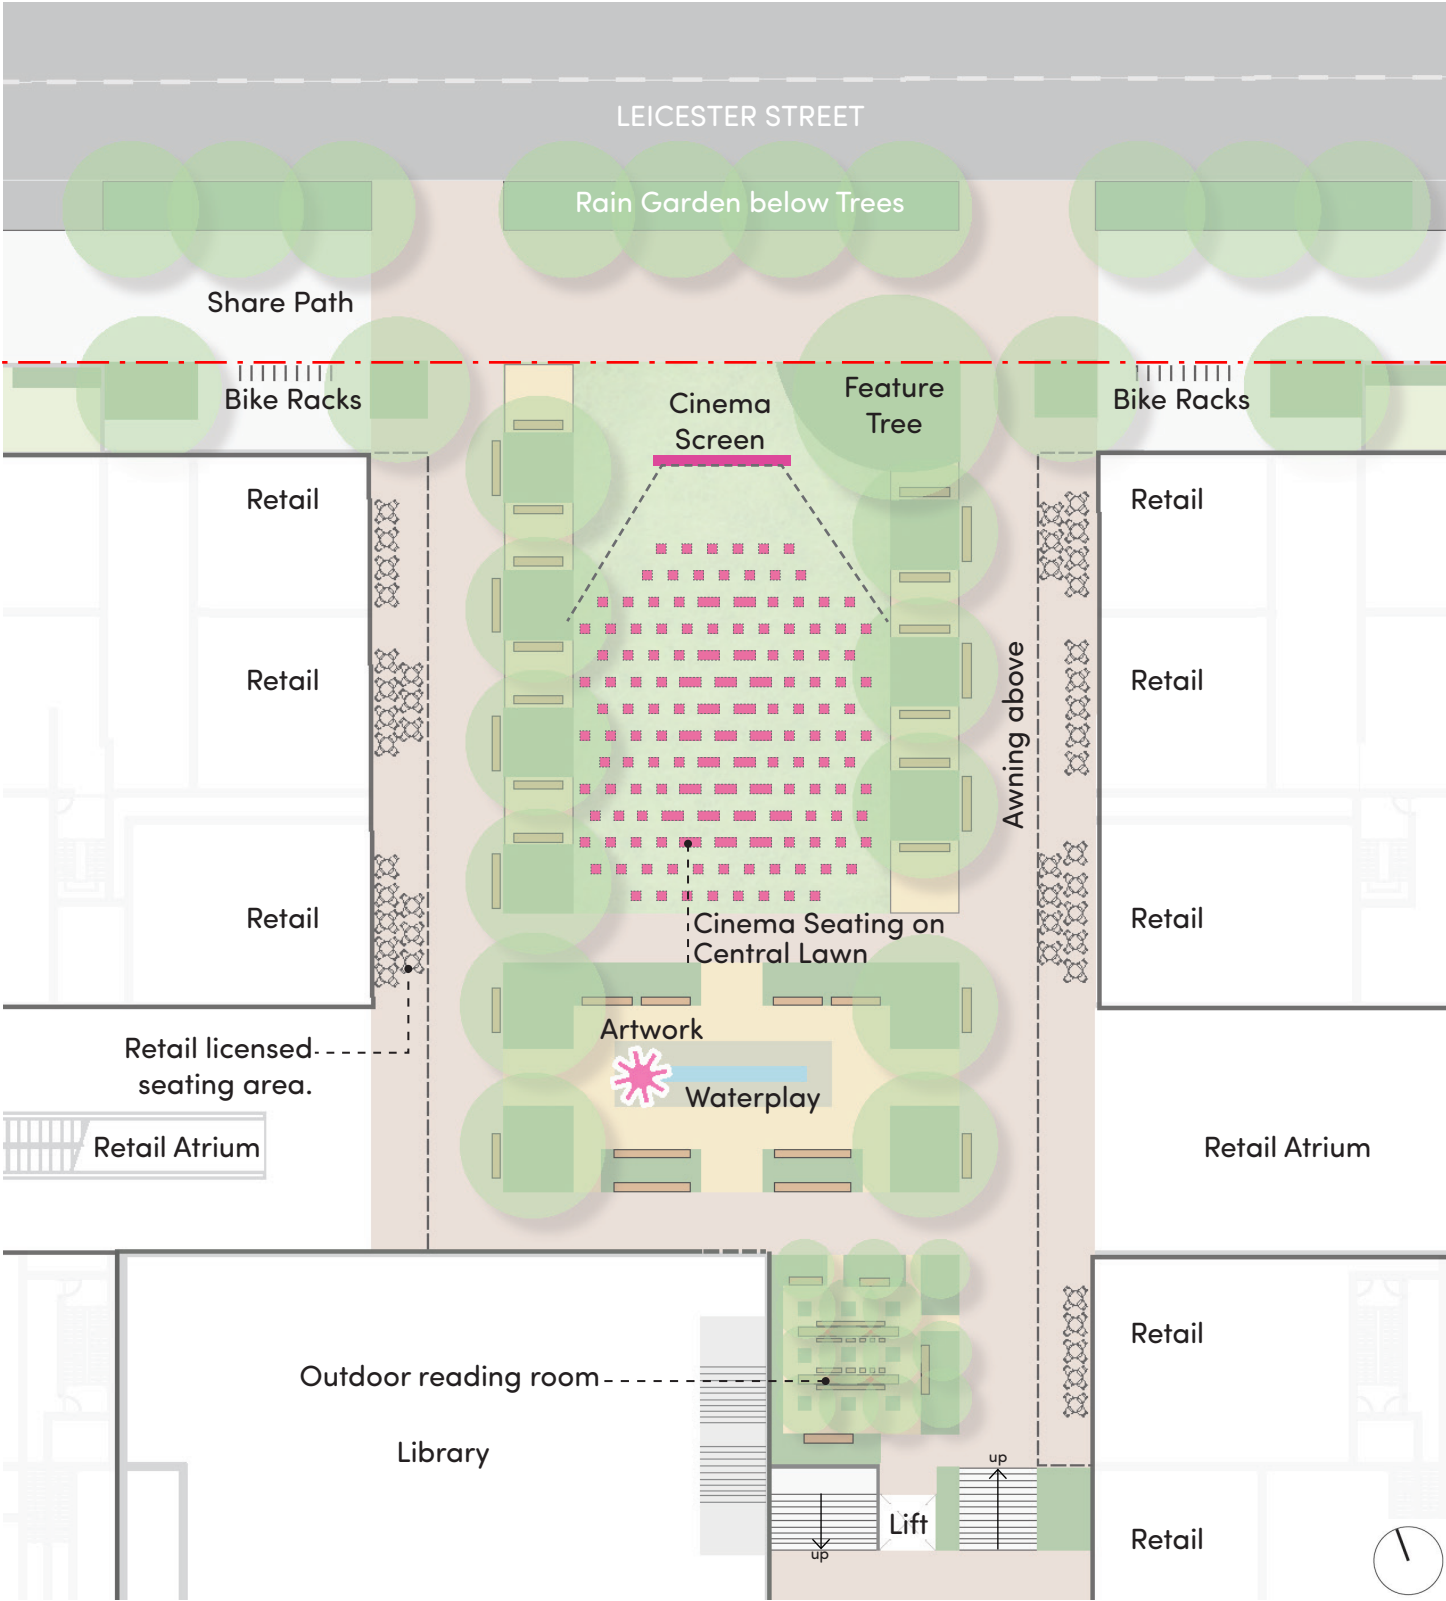 LEICESTER STREET
Rain Garden below Trees
Share Path
Bike Racks
Cinema
Screen
Feature
Tree
Bike Racks
Retail
Retail
Retail
Retail
Awning above
Retail
Retail
Cinema Seating on
Central Lawn
Artwork
Waterplay
Retail licensed
seating area.
Retail Atrium
Retail Atrium
Outdoor reading room
Library
Retail
up
Lift
up
Retail